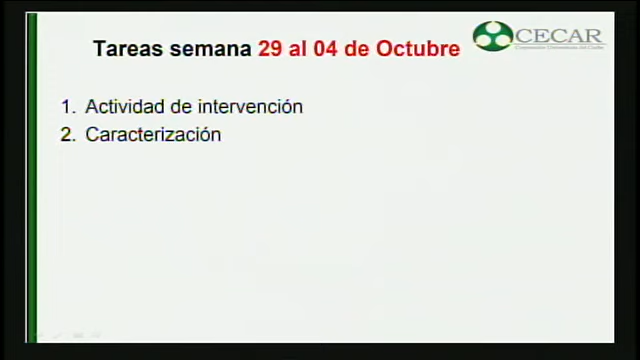 Tareas semana 29 al 04 de Octubre
CECAR
1. Actividad de intervención
2. Caracterización